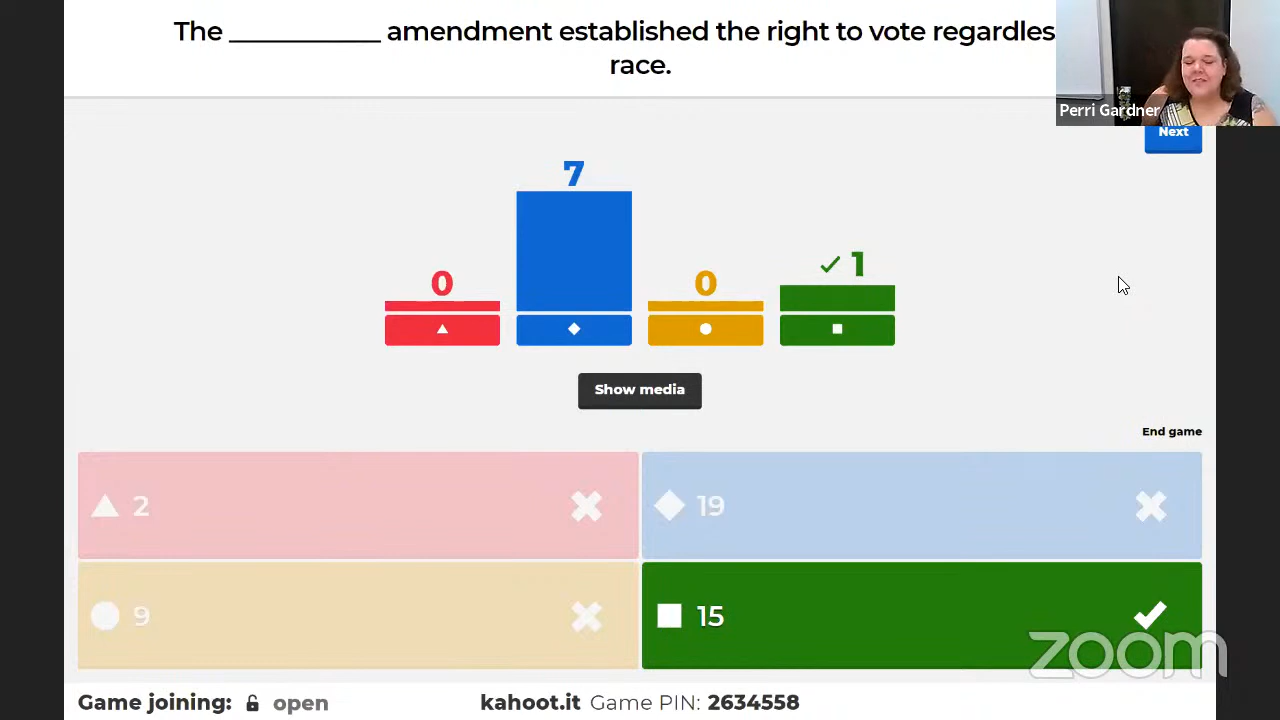 The ___________ amendment established the right to vote regardles
race.
Perri Gardner
Next
7
1
0
0
Show media
End game
2
19
9
15
zoom
Game joining: open
kahoot.it Game PIN: 2634558